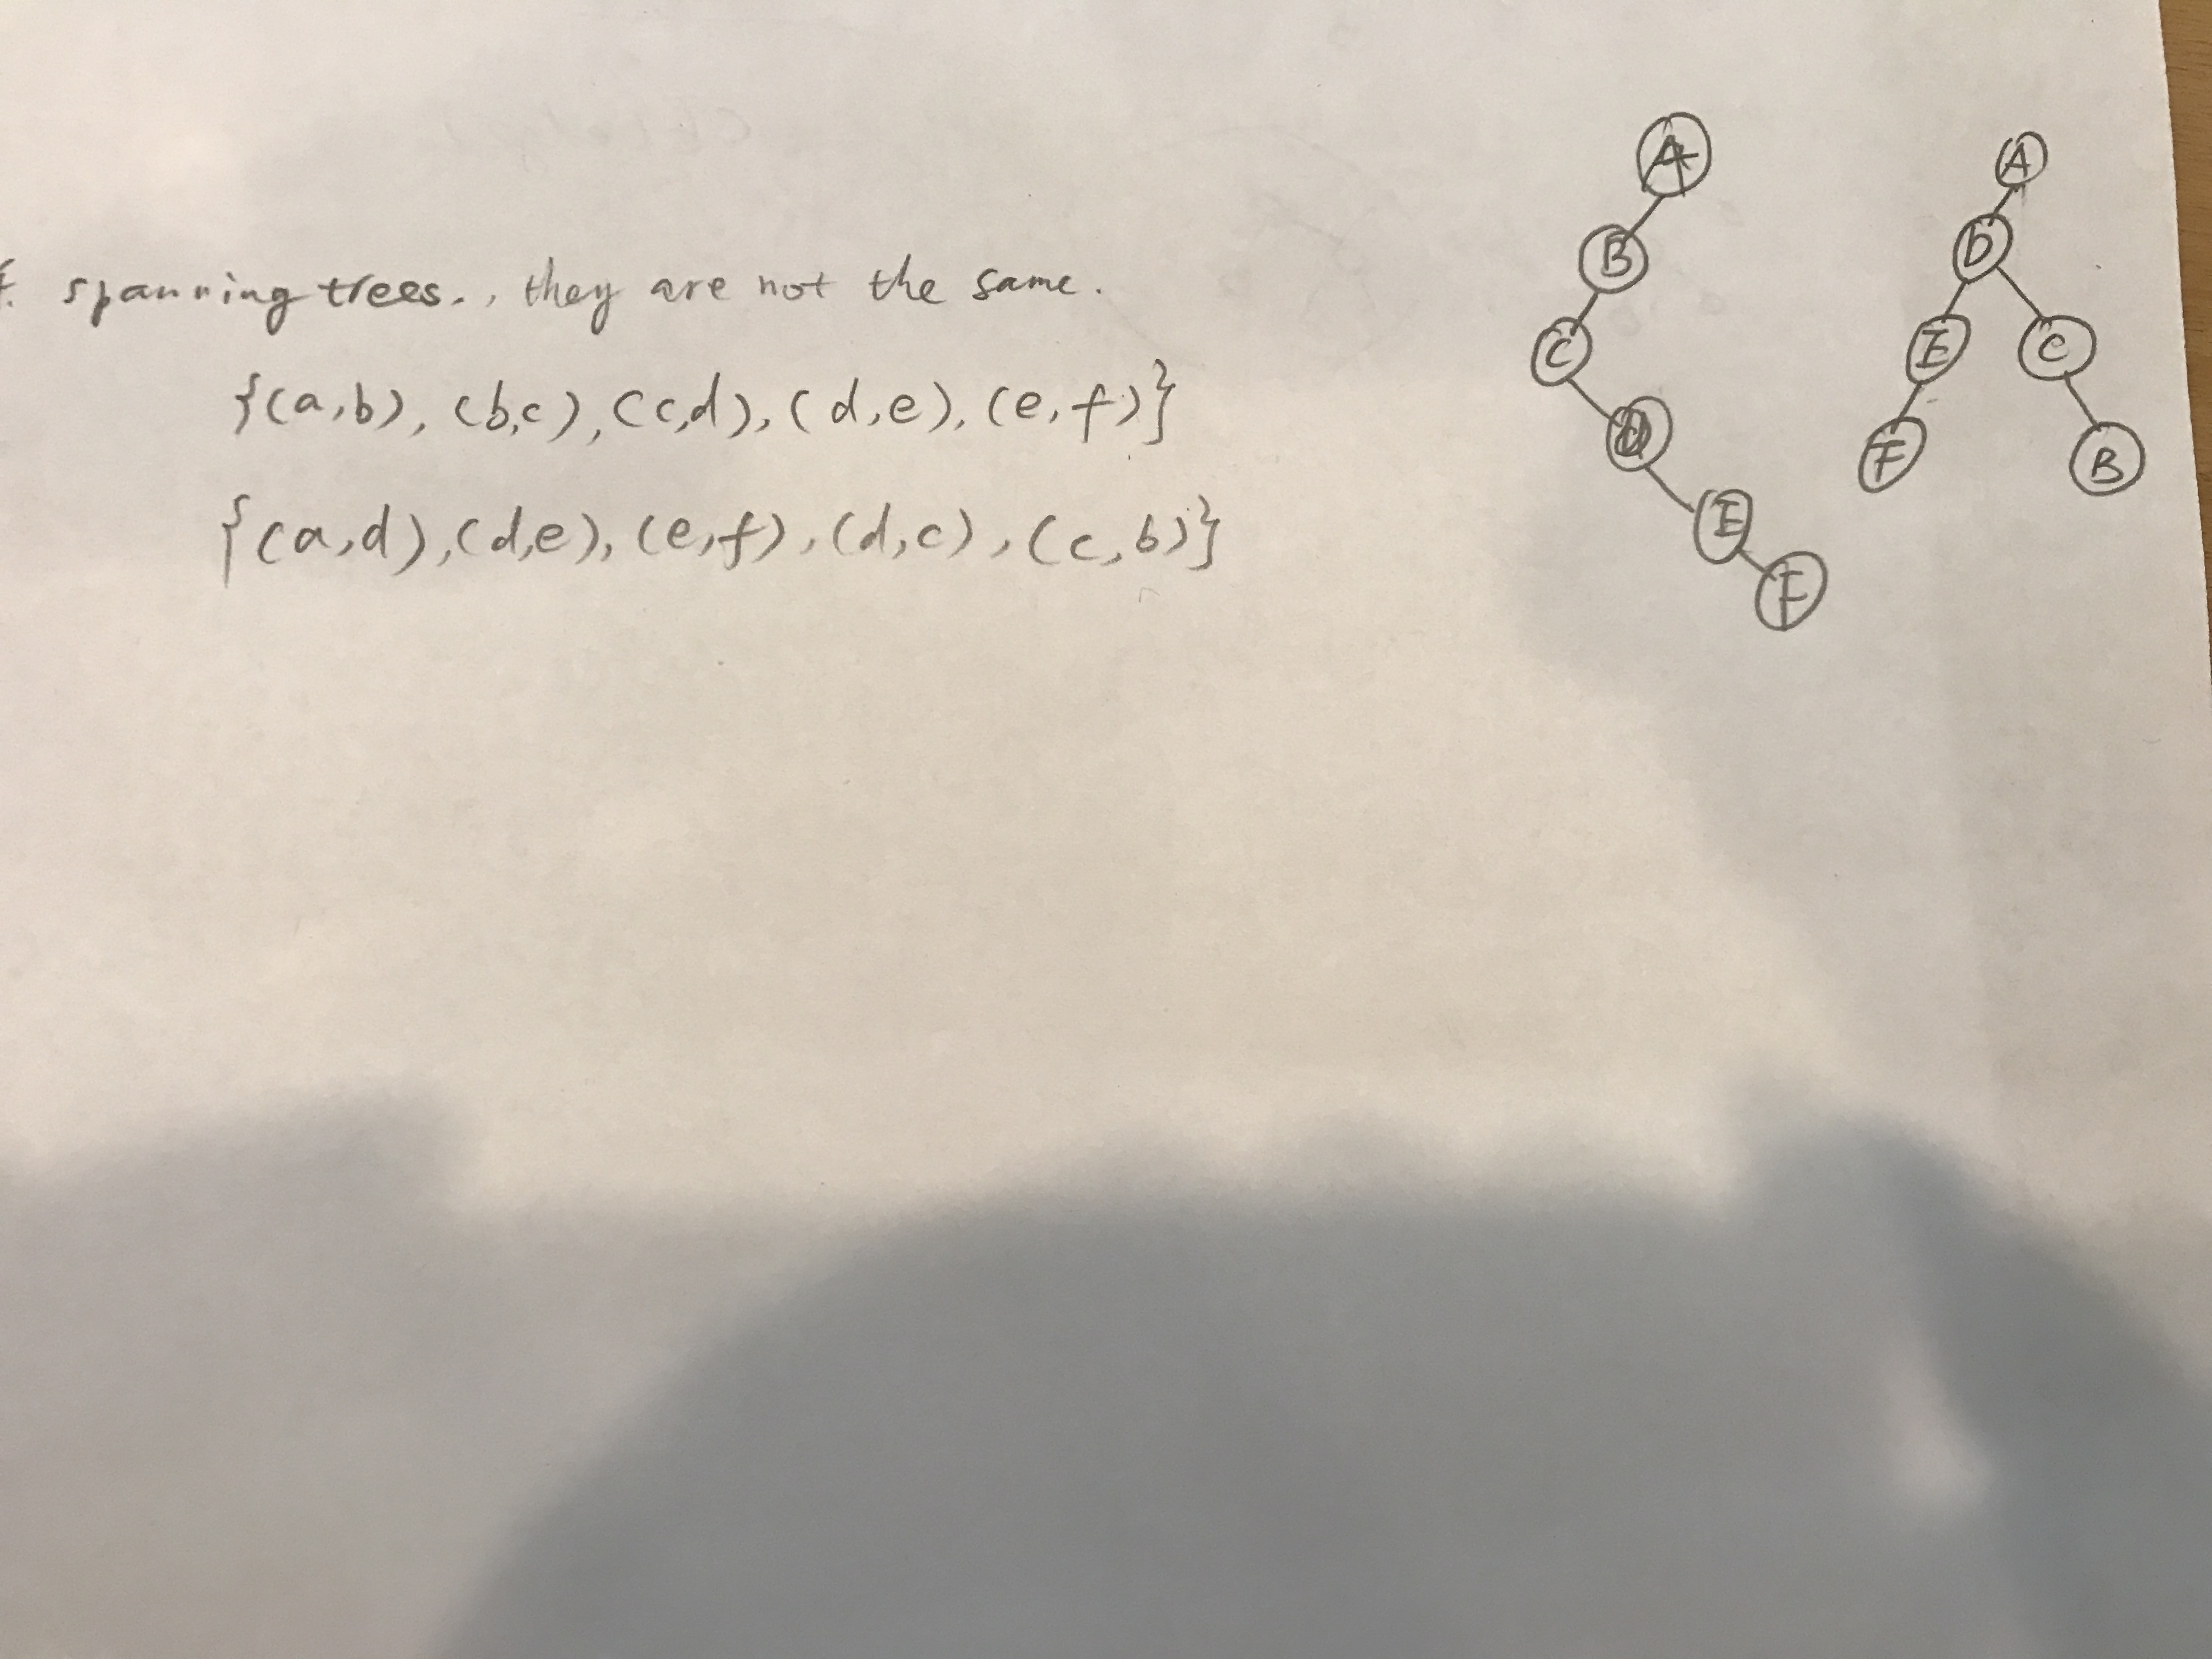 f. spanning trees., they are not the same.
{(a,b), (b,c), (c,d), (d,e), (e,f)}
{(a,d), (d,e), (e,f), (d,c), (c,b)}
A
B
C
D
E
F
A
D
E
C
F
B